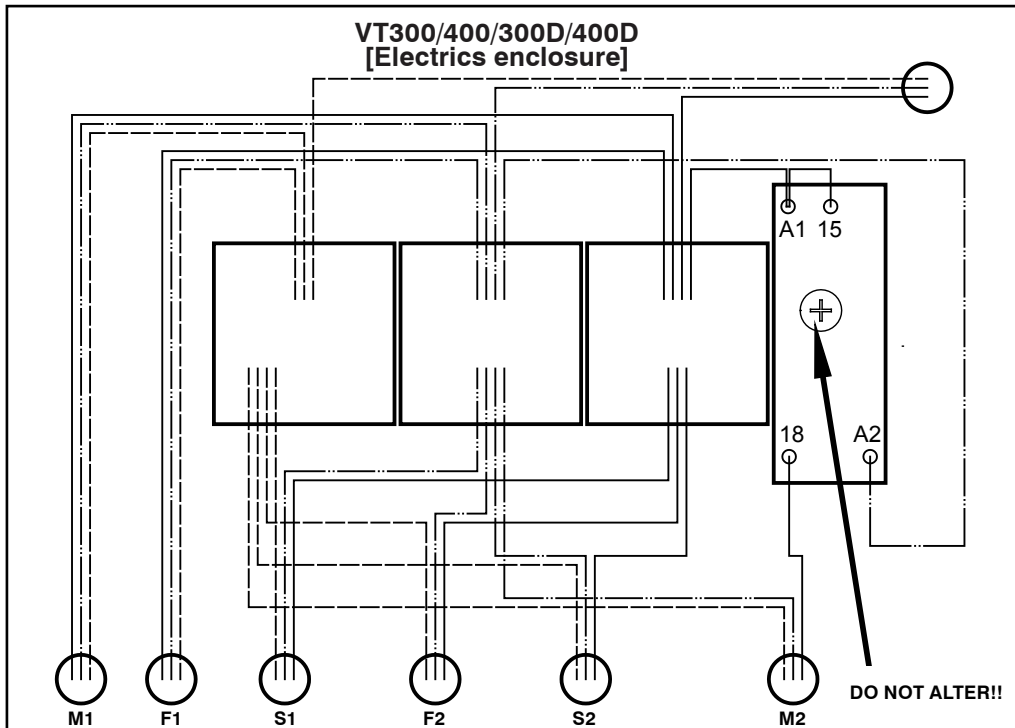 VT300/400/300D/400D
[Electrics enclosure]
A1 15
18 A2
M1 F1 S1 F2 S2 M2
DO NOT ALTER!!